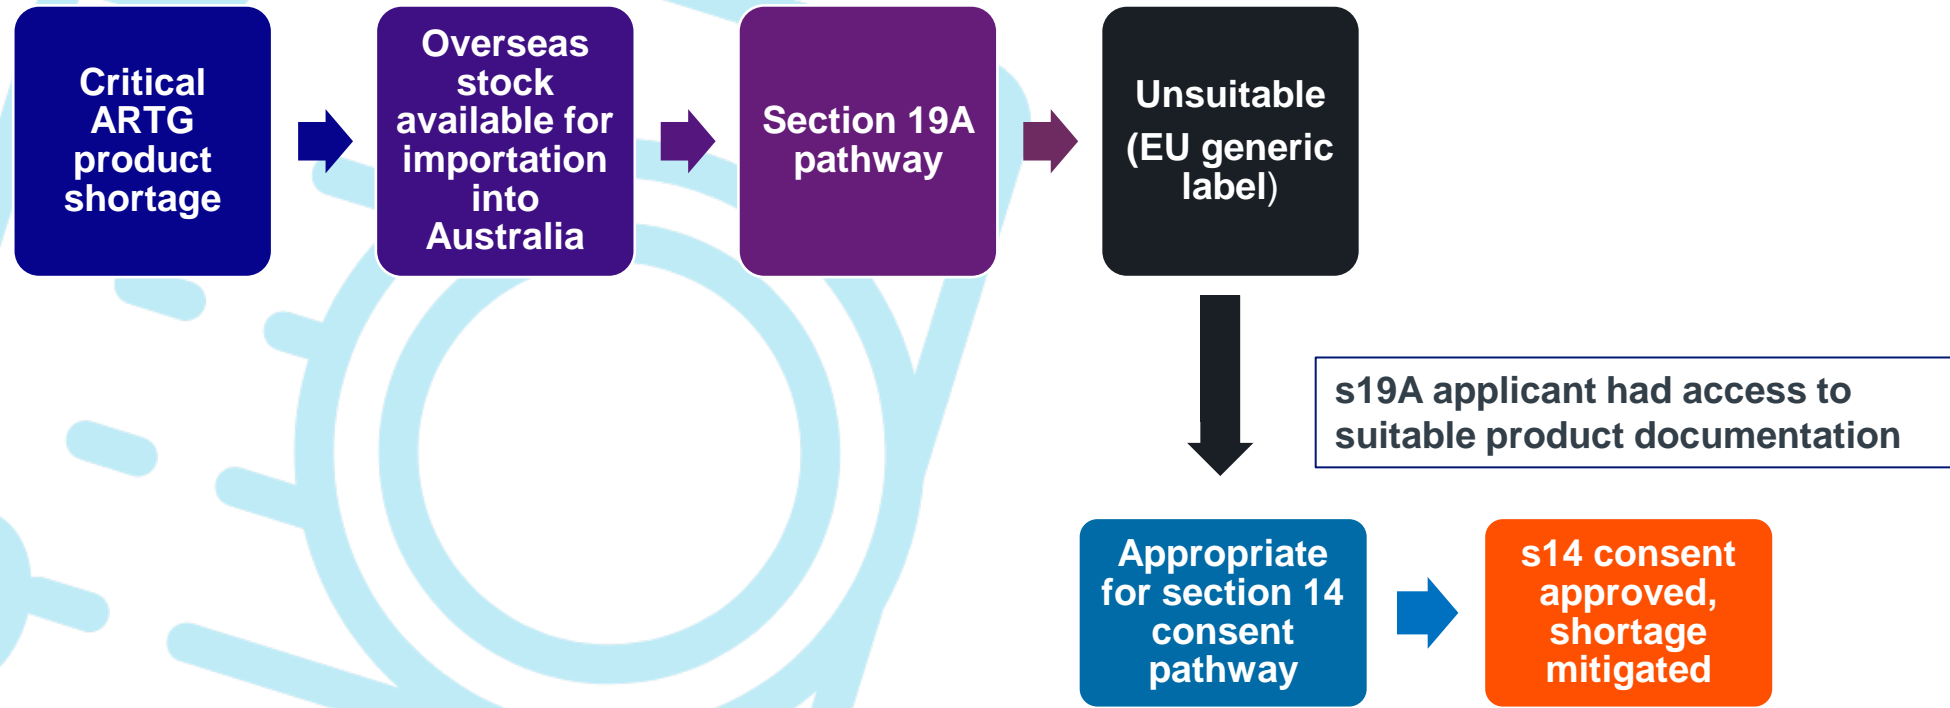 Critical
ARTG
product
shortage
Overseas
stock
available for
importation
into
Australia
Section 19A
pathway
Unsuitable
(EU generic
label)
s19A applicant had access to
suitable product documentation
Appropriate
for section 14
consent
pathway
s14 consent
approved,
shortage
mitigated